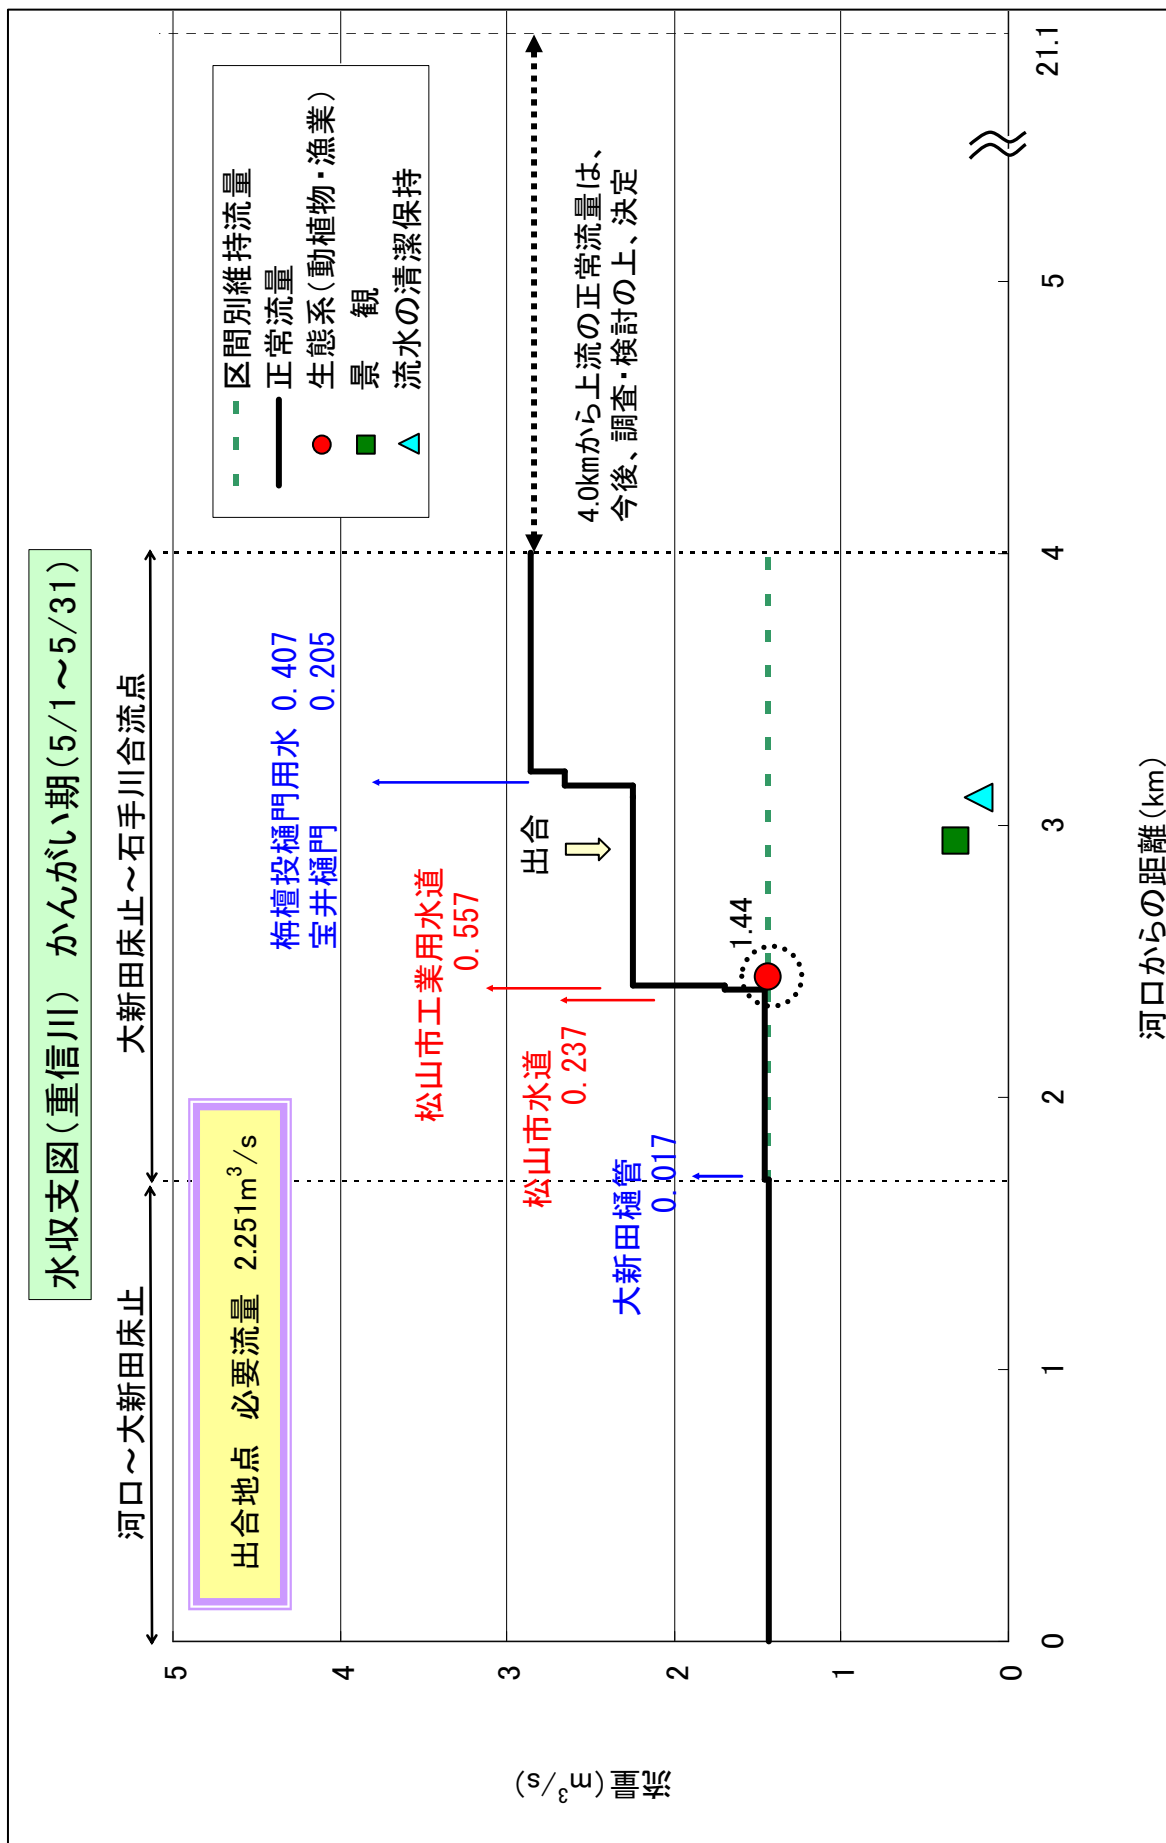 水収支図(重信川) かんがい期(5/1～5/31)
河口～大新田床止
大新田床止～石手川合流点
出合地点 必要流量 2.251m³/s
区間別維持流量
正常流量
生態系(動植物・漁業)
景 観
流水の清潔保持
栴檀投樋門用水 0.407
宝井樋門 0.205
松山市工業用水道
0.557
出合
松山市水道
0.237
大新田樋管
0.017
1.44
4.0kmから上流の正常流量は、
今後、調査・検討の上、決定
流量(m³/s)
5
4
3
2
1
0
0
1
2
3
4
5
21.1
河口からの距離(km)